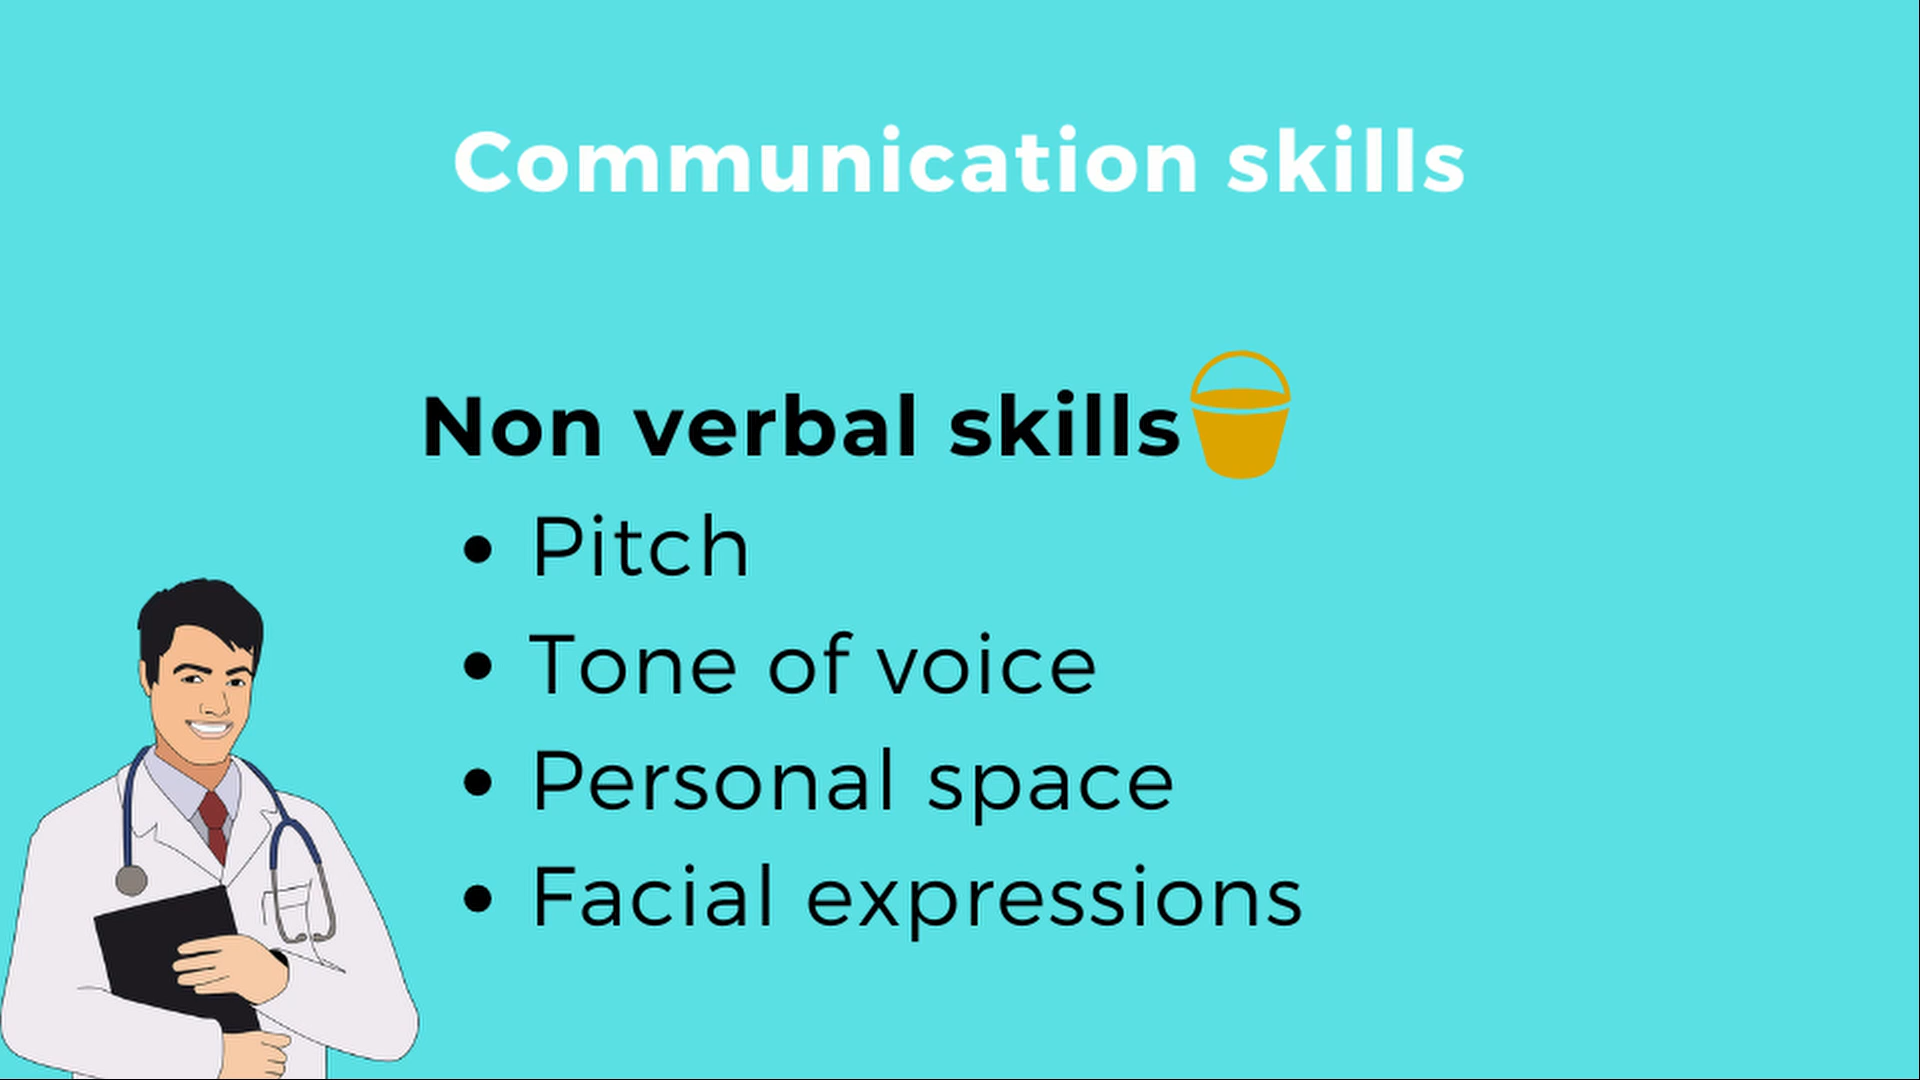 Communication skills
Non verbal skills
• Pitch
• Tone of voice
• Personal space
• Facial expressions